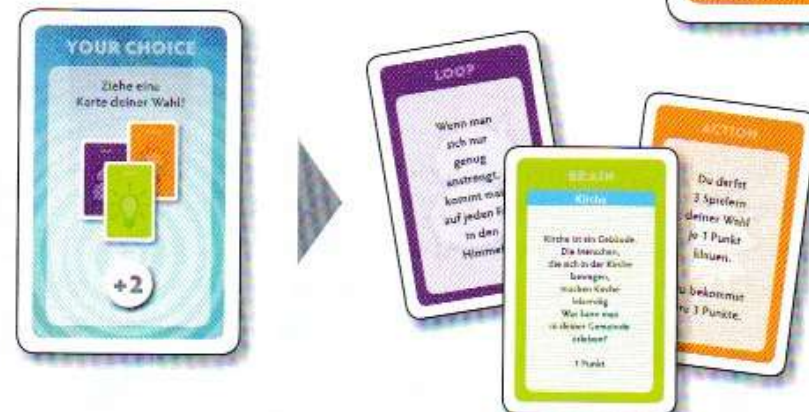 YOUR CHOICE
Ziehe eine
Karte deiner Wahl!
+2
LOOP
Wenn man
sich nur
genug
anstrengt,
kommt man
auf jeden
in den
Himmel
BRAIN
Kirche
Kirche ist ein Gebäude.
Die Menschen,
die sich in der Kirche
bewegen,
machen Kirche
lebendig.
Was kann man
in deiner Gemeinde
erleben?
1 Punkt
ACTION
Du darfst
3 Spielern
deiner Wahl
je 1 Punkt
klauen.
bekommst
3 Punkte.